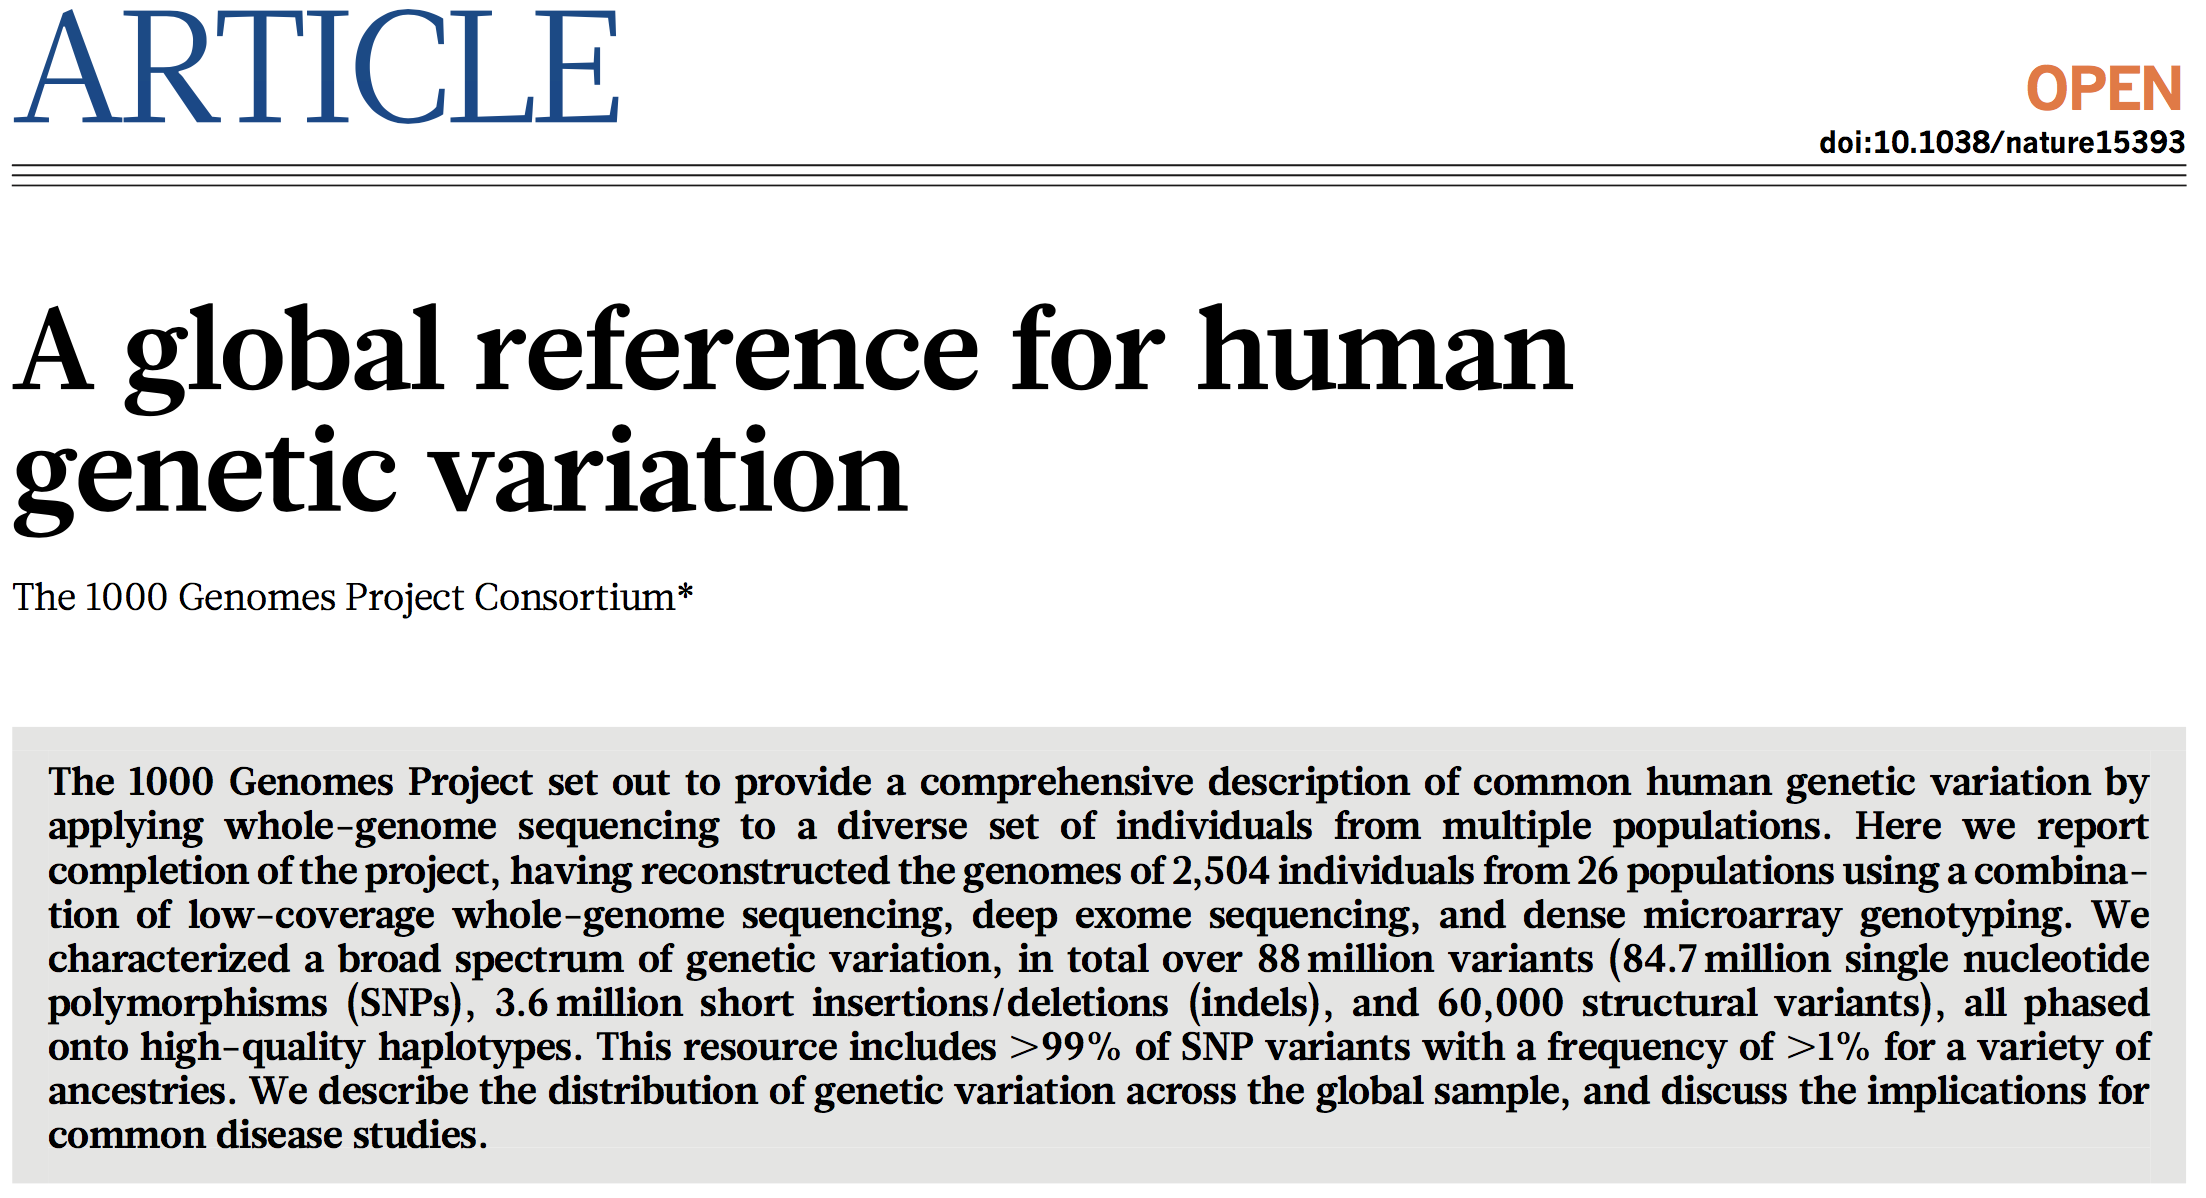 ARTICLE
OPEN
doi:10.1038/nature15393
A global reference for human
genetic variation
The 1000 Genomes Project Consortium*
The 1000 Genomes Project set out to provide a comprehensive description of common human genetic variation by
applying whole-genome sequencing to a diverse set of individuals from multiple populations. Here we report
completion of the project, having reconstructed the genomes of 2,504 individuals from 26 populations using a combina-
tion of low-coverage whole-genome sequencing, deep exome sequencing, and dense microarray genotyping. We
characterized a broad spectrum of genetic variation, in total over 88 million variants (84.7 million single nucleotide
polymorphisms (SNPs), 3.6 million short insertions/deletions (indels), and 60,000 structural variants), all phased
onto high-quality haplotypes. This resource includes >99% of SNP variants with a frequency of >1% for a variety of
ancestries. We describe the distribution of genetic variation across the global sample, and discuss the implications for
common disease studies.